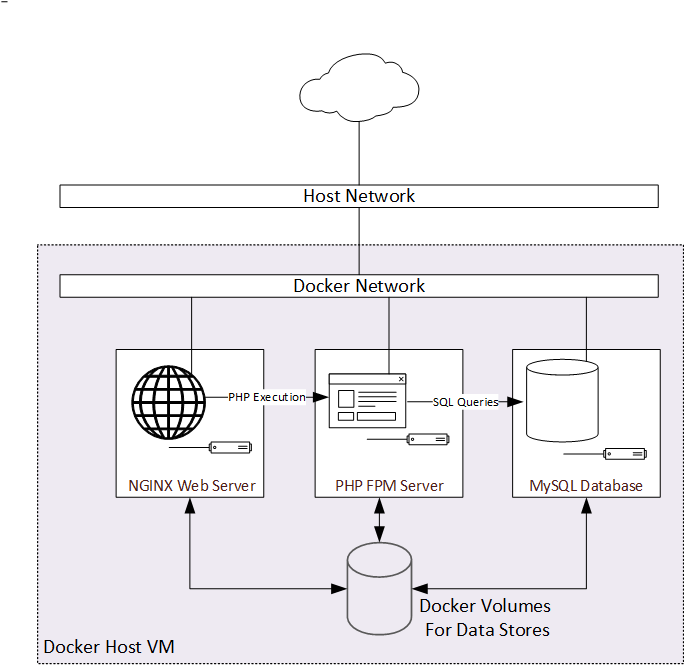 Host Network
Docker Network
PHP Execution
SQL Queries
NGINX Web Server
PHP FPM Server
MySQL Database
Docker Volumes
For Data Stores
Docker Host VM